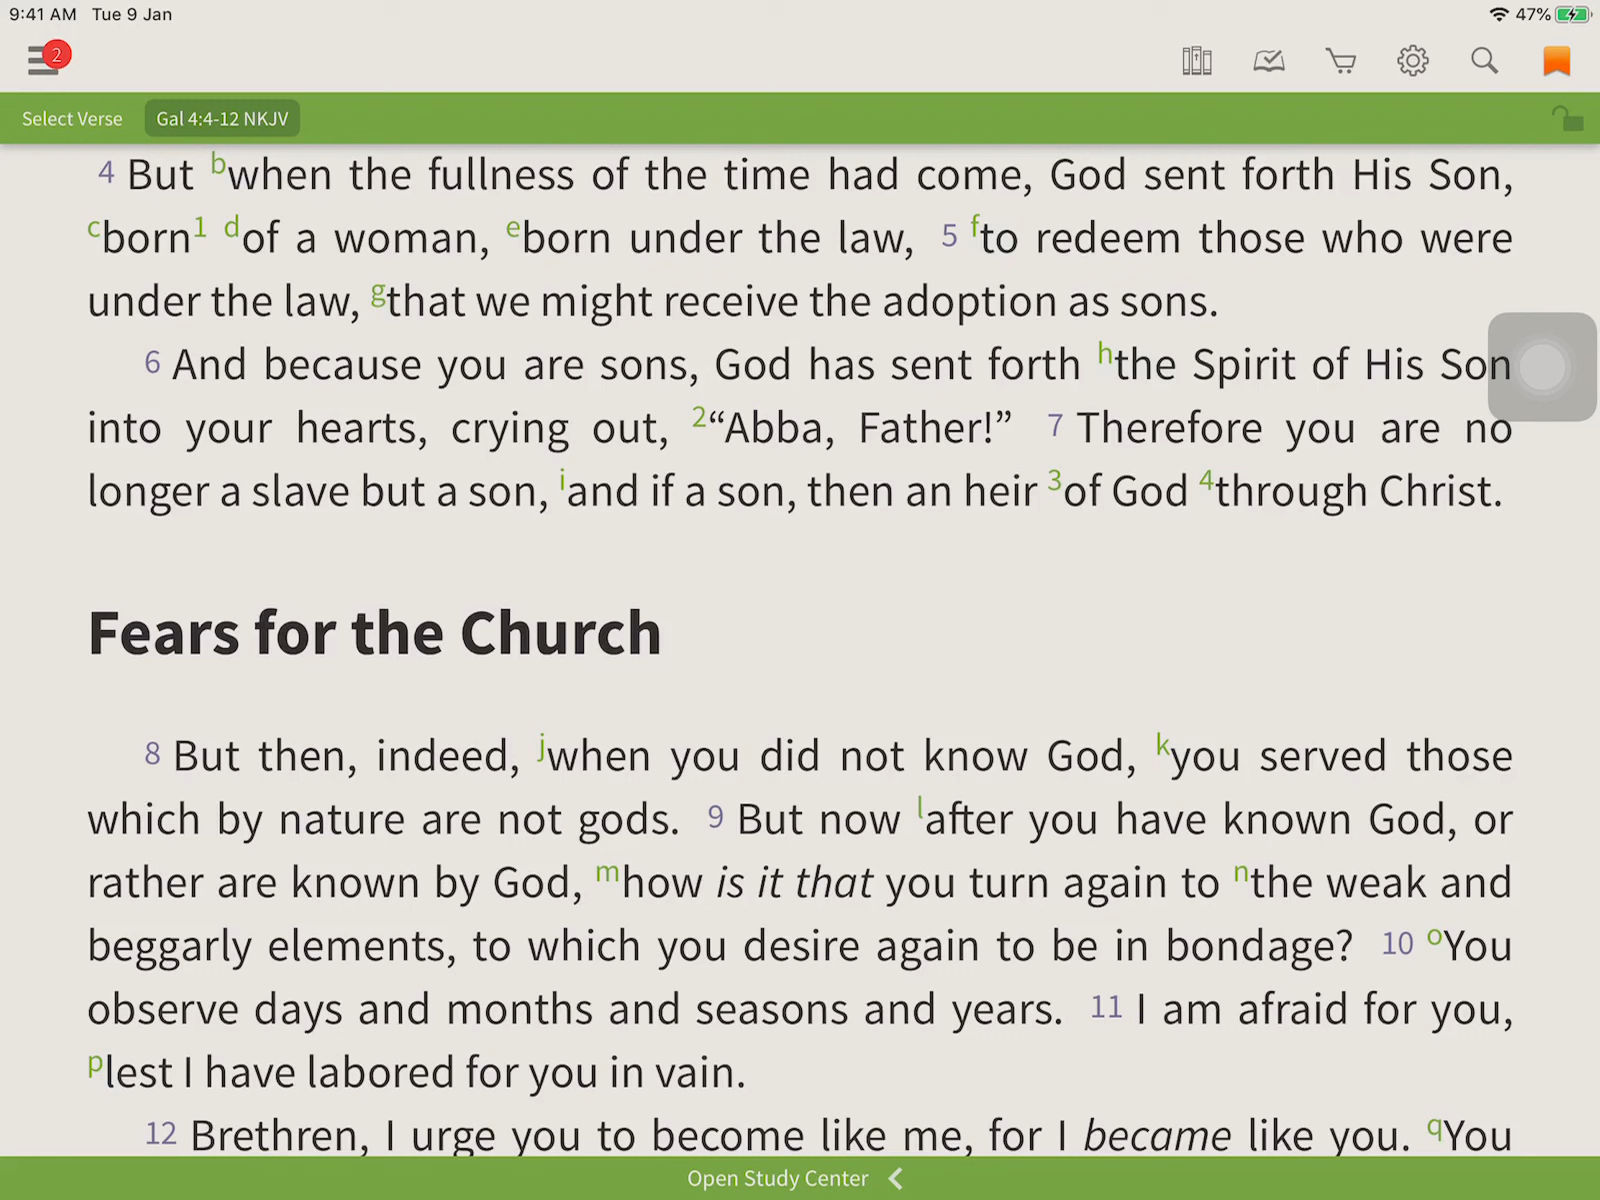 9:41 AM Tue 9 Jan 47%
2
Select Verse Gal 4:4-12 NKJV
4 But bwhen the fullness of the time had come, God sent forth His Son,
cborn1 dof a woman, eborn under the law, 5 fto redeem those who were
under the law, gthat we might receive the adoption as sons.
6 And because you are sons, God has sent forth hthe Spirit of His Son
into your hearts, crying out, 2“Abba, Father!” 7 Therefore you are no
longer a slave but a son, iand if a son, then an heir 3of God 4through Christ.
Fears for the Church
8 But then, indeed, jwhen you did not know God, kyou served those
which by nature are not gods. 9 But now lafter you have known God, or
rather are known by God, mhow is it that you turn again to nthe weak and
beggarly elements, to which you desire again to be in bondage? 10 oYou
observe days and months and seasons and years. 11 I am afraid for you,
plest I have labored for you in vain.
12 Brethren, I urge you to become like me, for I became like you. qYou
Open Study Center